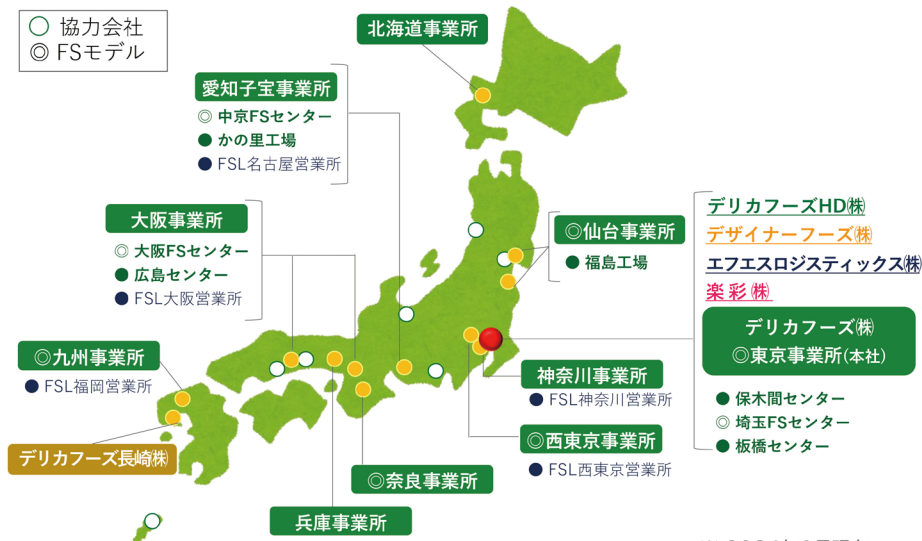 ○ 協力会社
◎ FSモデル
北海道事業所
愛知子宝事業所
◎ 中京FSセンター
● かの里工場
● FSL名古屋営業所
大阪事業所
◎ 大阪FSセンター
● 広島センター
● FSL大阪営業所
◎仙台事業所
● 福島工場
デリカフーズHD㈱
デザイナーフーズ㈱
エフエスロジスティックス㈱
楽彩㈱
デリカフーズ㈱
◎東京事業所(本社)
● 保木間センター
◎ 埼玉FSセンター
● 板橋センター
◎九州事業所
● FSL福岡営業所
デリカフーズ長崎㈱
神奈川事業所
● FSL神奈川営業所
◎西東京事業所
● FSL西東京営業所
◎奈良事業所
兵庫事業所